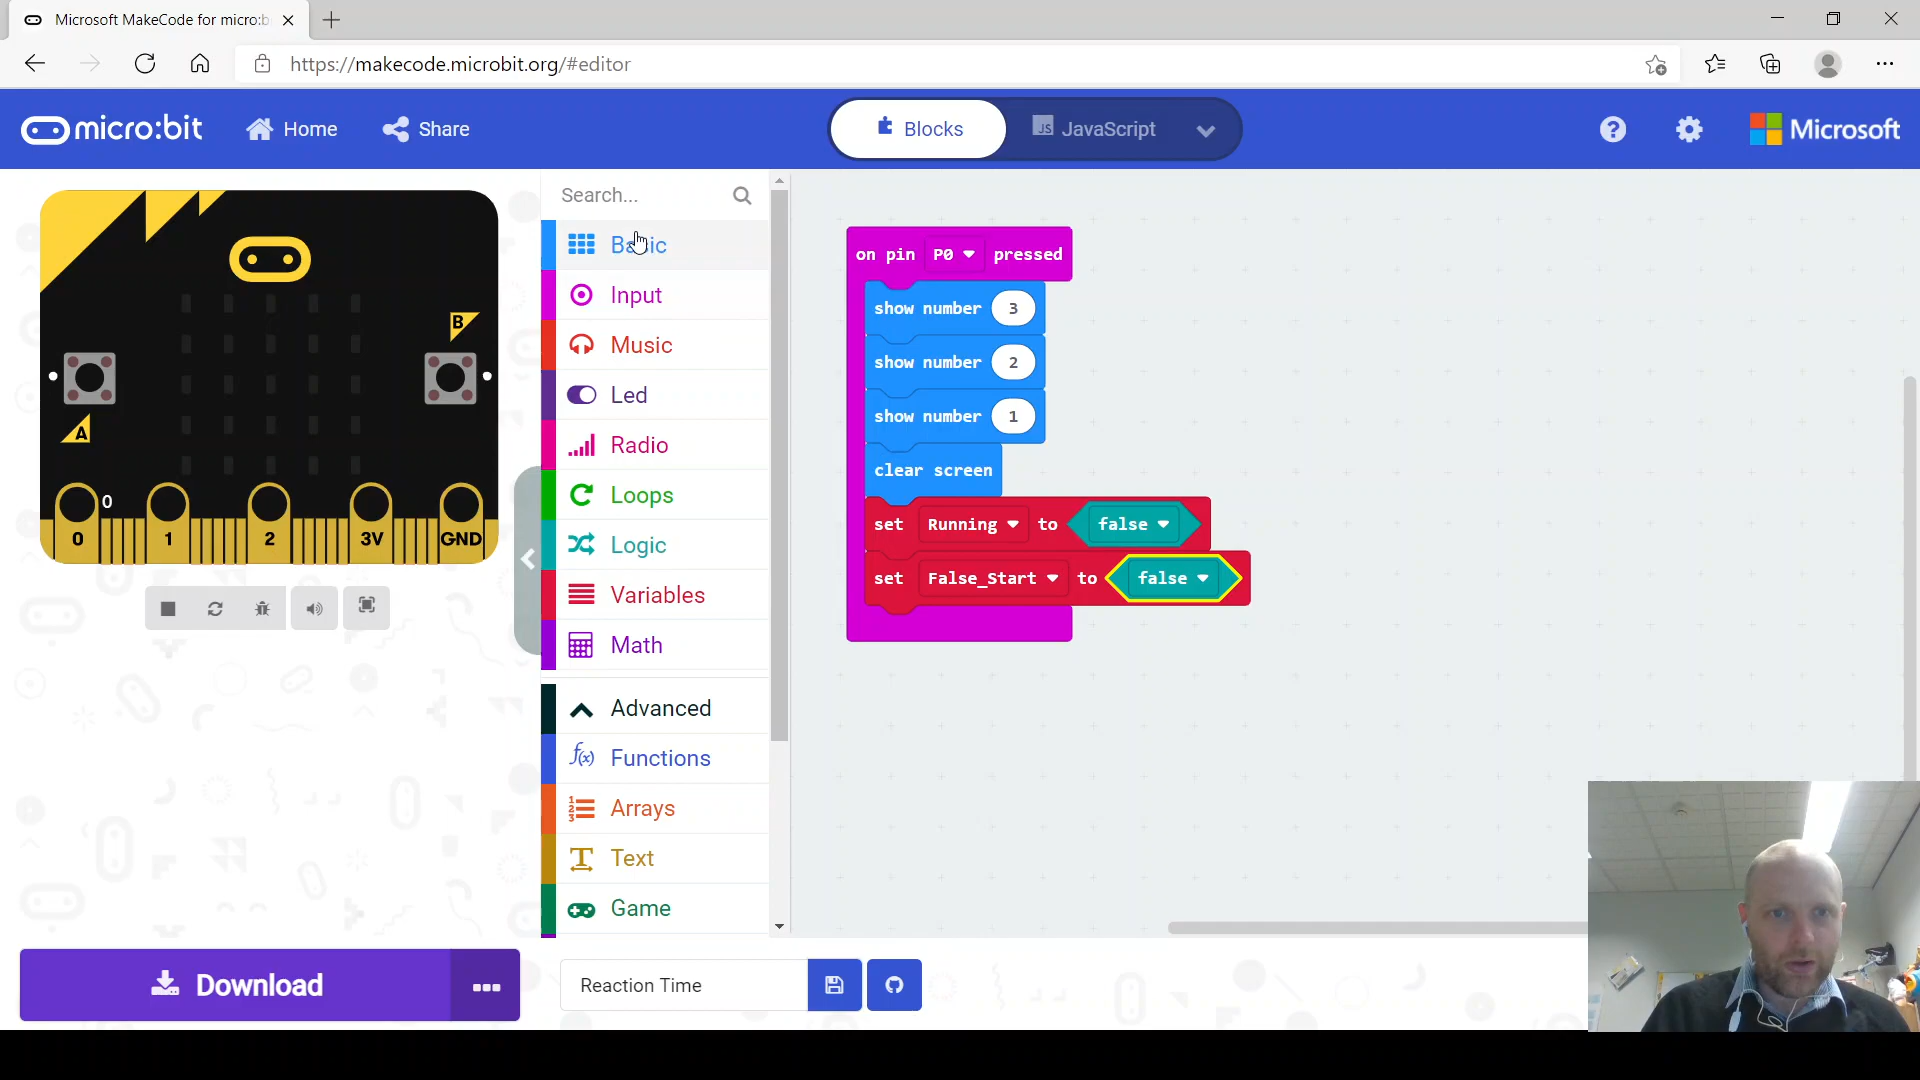 Microsoft MakeCode for micro:b
https://makecode.microbit.org/#editor
micro:bit
Home
Share
Blocks
JS
JavaScript
Microsoft
Search...
Basic
Input
Music
Led
Radio
Loops
Logic
Variables
Math
Advanced
Functions
Arrays
Text
Game
B
A
0
0 1 2 3V GND
on pin P0 pressed
show number 3
show number 2
show number 1
clear screen
set Running to false
set False_Start to false
Download
Reaction Time